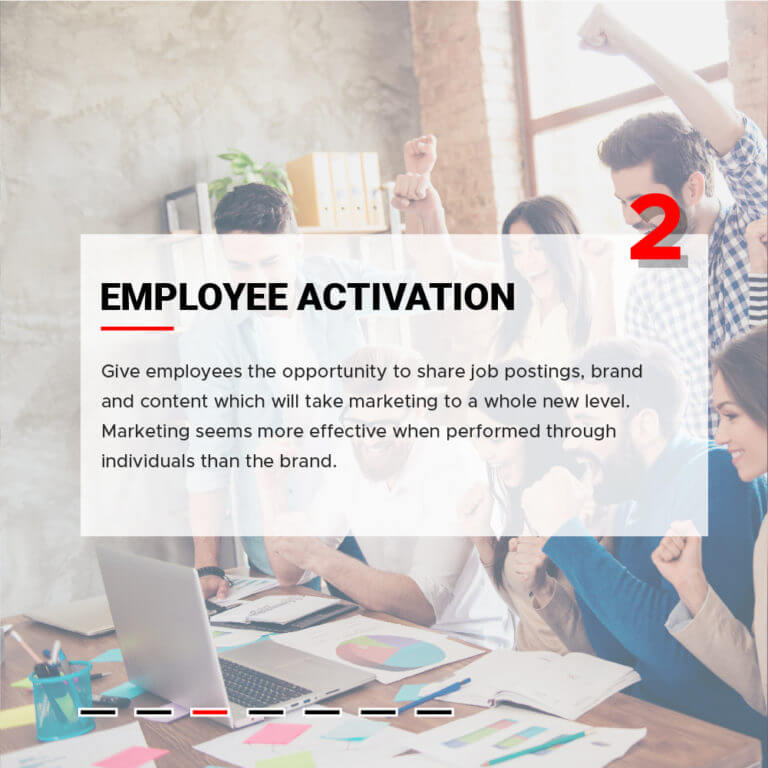 2
EMPLOYEE ACTIVATION
Give employees the opportunity to share job postings, brand
and content which will take marketing to a whole new level.
Marketing seems more effective when performed through
individuals than the brand.